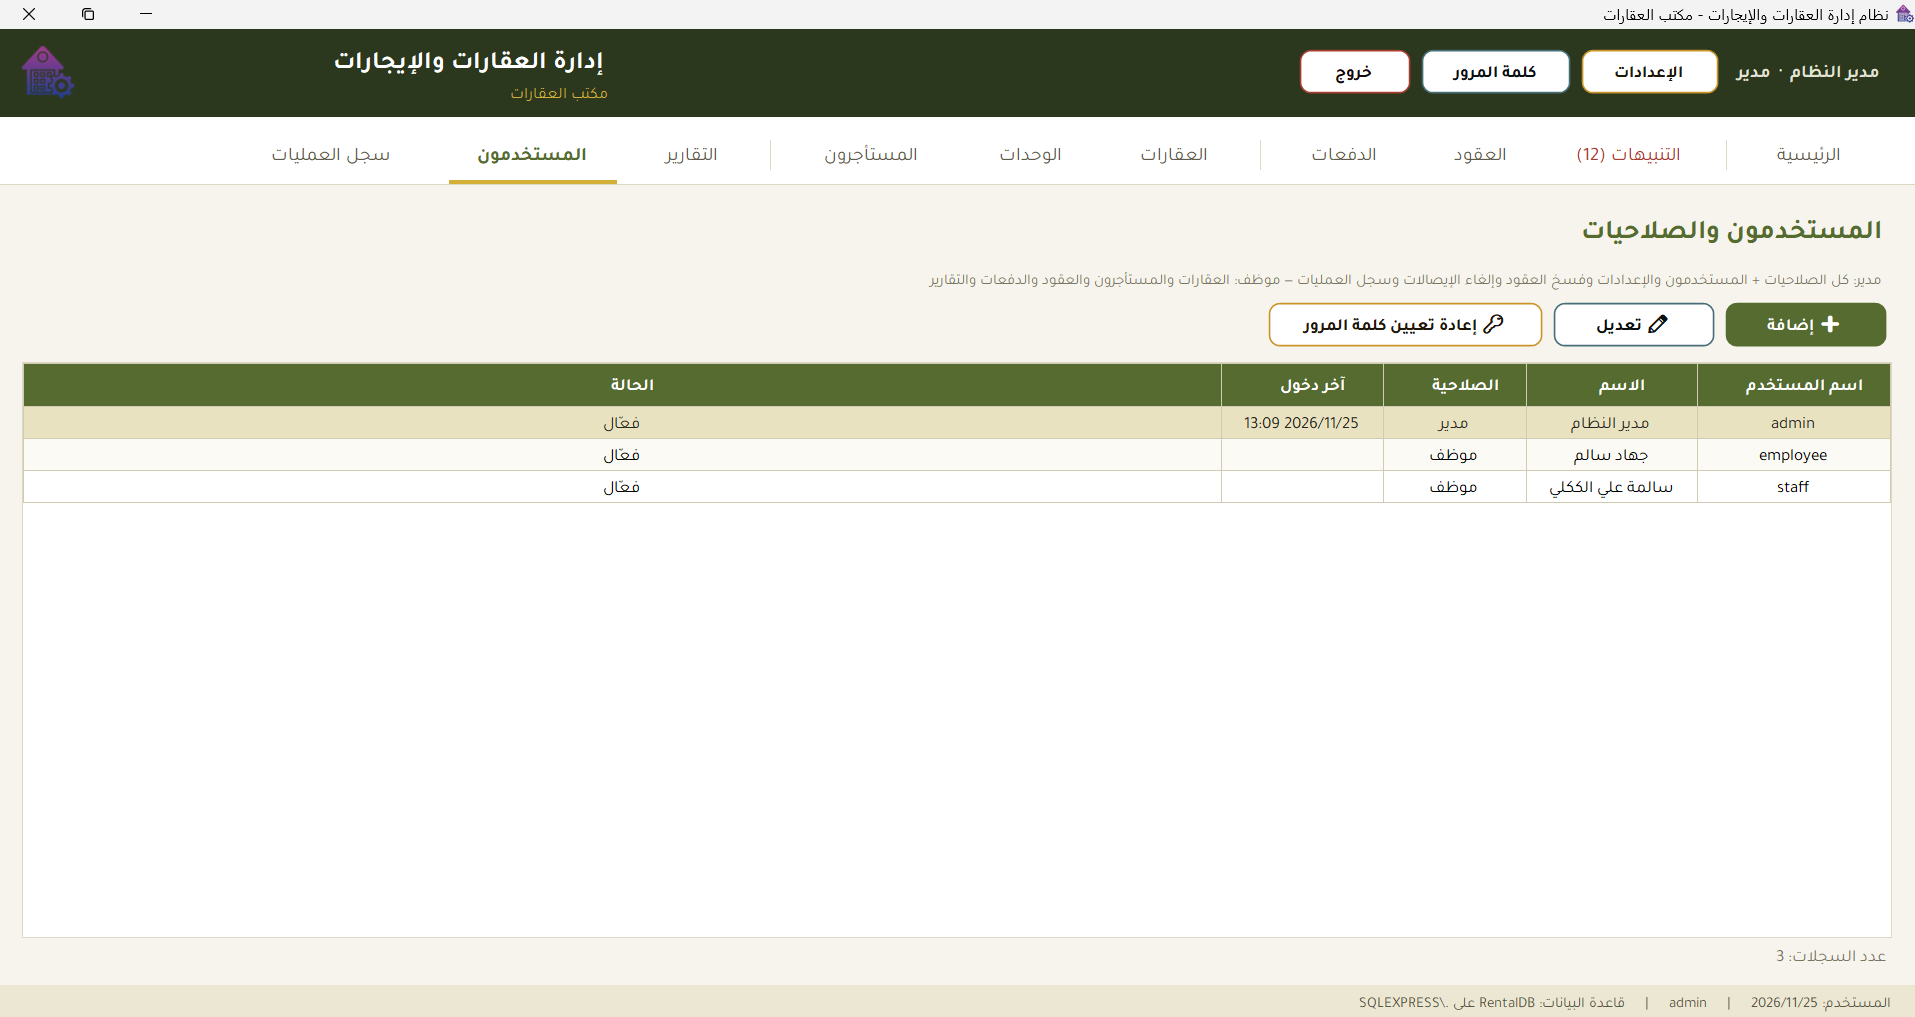 نظام إدارة العقارات والإيجارات - مكتب العقارات
مدير النظام · مدير
الإعدادات
كلمة المرور
خروج
إدارة العقارات والإيجارات
مكتب العقارات
الرئيسية
التنبيهات (12)
العقود
الدفعات
العقارات
الوحدات
المستأجرون
التقارير
المستخدمون
سجل العمليات
المستخدمون والصلاحيات
مدير: كل الصلاحيات + المستخدمون والإعدادات وفسخ العقود وإلغاء الإيصالات وسجل العمليات – موظف: العقارات والمستأجرون والعقود والدفعات والتقارير
إضافة
تعديل
إعادة تعيين كلمة المرور
اسم المستخدم الاسم الصلاحية آخر دخول الحالة
admin مدير النظام مدير 2026/11/25 13:09 فعّال
employee جهاد سالم موظف فعّال
staff سالمة علي الككلي موظف فعّال
عدد السجلات: 3
المستخدم: 2026/11/25 | admin | قاعدة البيانات: RentalDB على .\SQLEXPRESS